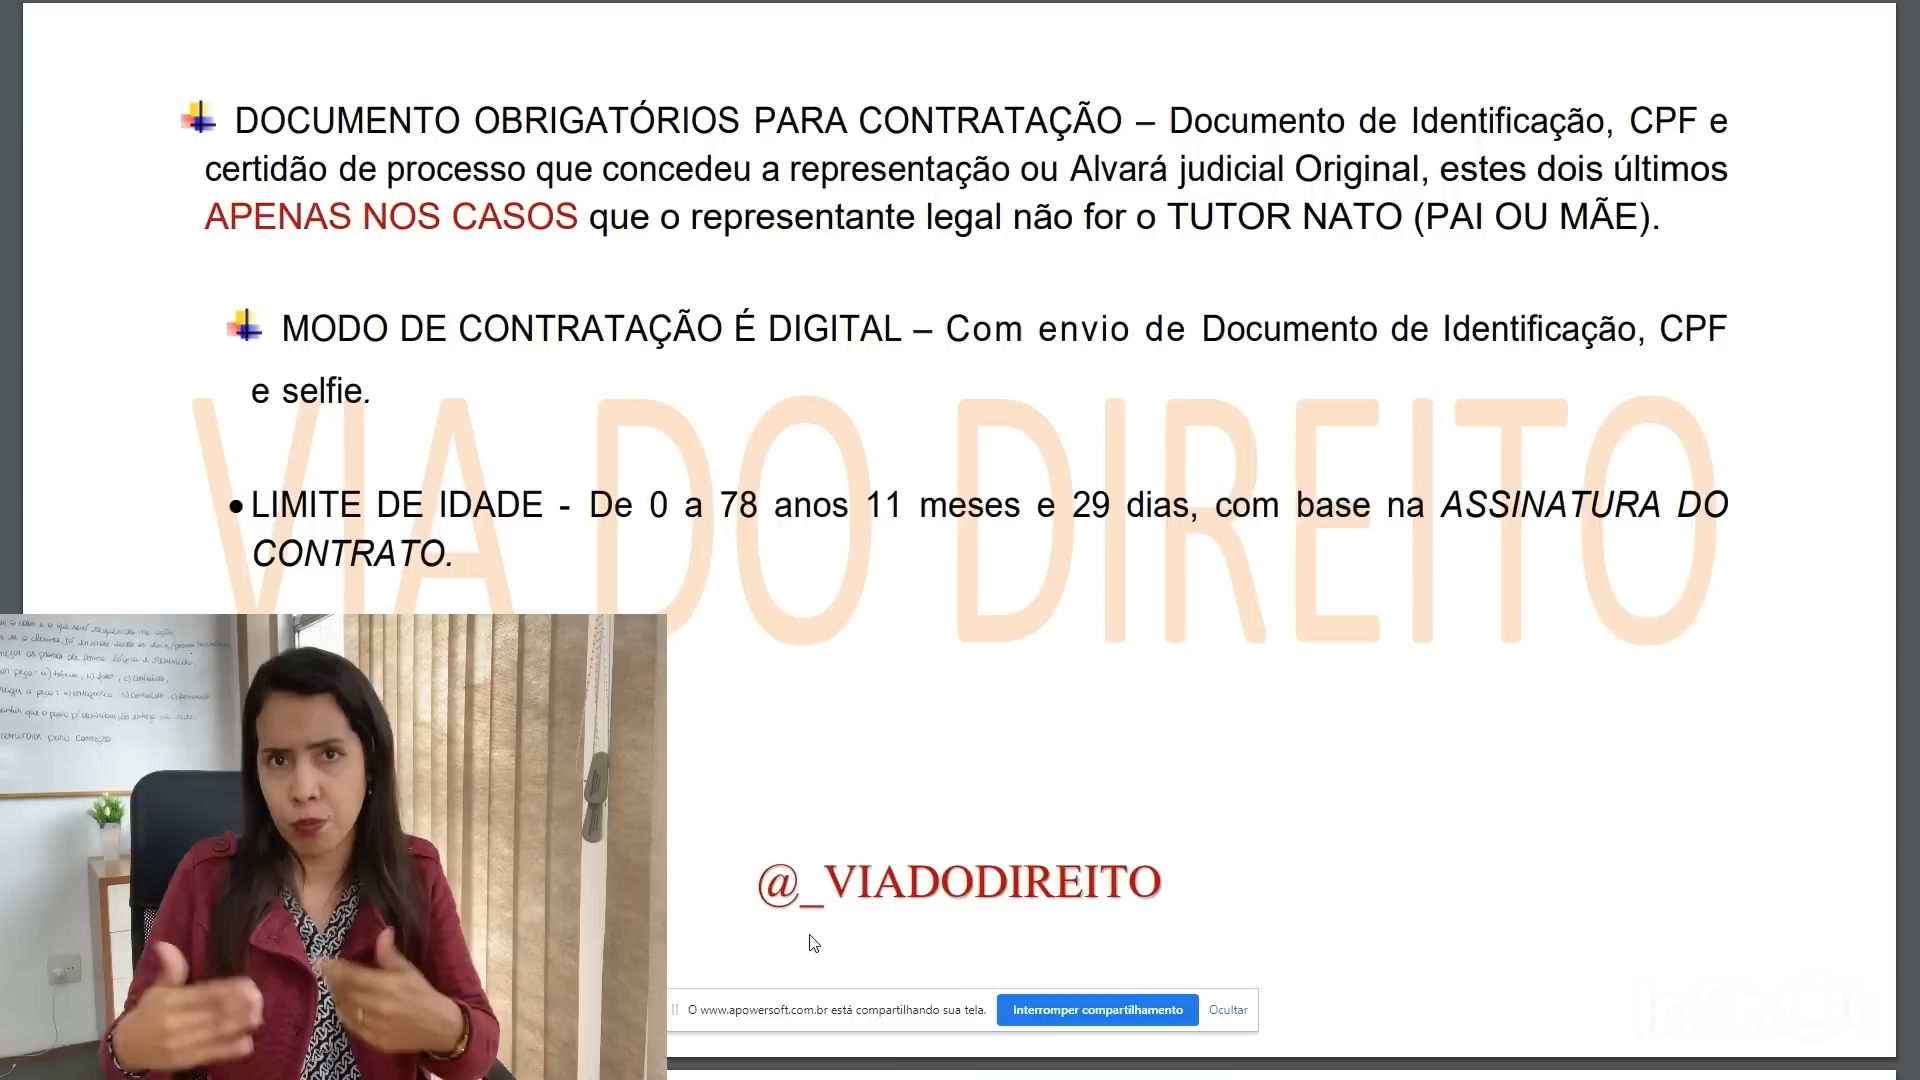 DOCUMENTO OBRIGATÓRIOS PARA CONTRATAÇÃO – Documento de Identificação, CPF e
certidão de processo que concedeu a representação ou Alvará judicial Original, estes dois últimos
APENAS NOS CASOS que o representante legal não for o TUTOR NATO (PAI OU MÃE).
MODO DE CONTRATAÇÃO É DIGITAL – Com envio de Documento de Identificação, CPF
e selfie.
VIA DO DIREITO
• LIMITE DE IDADE - De 0 a 78 anos 11 meses e 29 dias, com base na ASSINATURA DO
CONTRATO.
@_VIADODIREITO
O www.apowersoft.com.br está compartilhando sua tela. Interromper compartilhamento Ocultar
InShOt